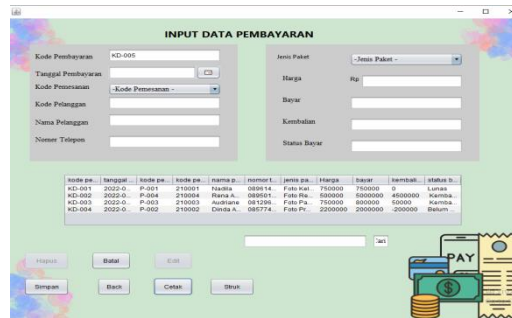 INPUT DATA PEMBAYARAN
Kode Pembayaran KD-005
Tanggal Pembayaran
Kode Pemesanan -Kode Pemesanan -
Kode Pelanggan
Nama Pelanggan
Nomer Telepon
Jenis Paket -Jenis Paket -
Harga Rp
Bayar
Kembalian
Status Bayar
kode pe... tanggal ... kode pe... kode pe... nama p... nomor t... jenis pa... Harga bayar kembali... status b...
KD-001 2022-0... P-001 210001 Nadila 089614... Foto Kel... 750000 750000 0 Lunas
KD-002 2022-0... P-004 210004 Rana A... 089501... Foto Re... 500000 5000000 4500000 Kemba...
KD-003 2022-0... P-003 210003 Audriane 081296... Foto Pa... 750000 800000 50000 Kemba...
KD-004 2022-0... P-002 210002 Dinda A... 085774... Foto Pr... 2200000 2000000 -200000 Belum ...
Cari
Hapus Batal Edit
Simpan Back Cetak Struk
PAY
$